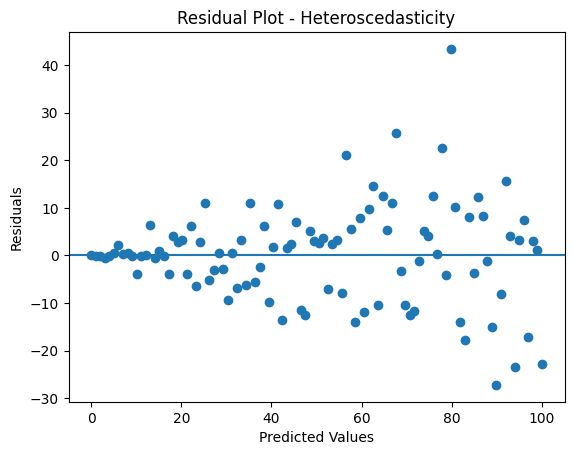 Residual Plot - Heteroscedasticity
40
30
20
10
0
−10
−20
−30
Residuals
0 20 40 60 80 100
Predicted Values